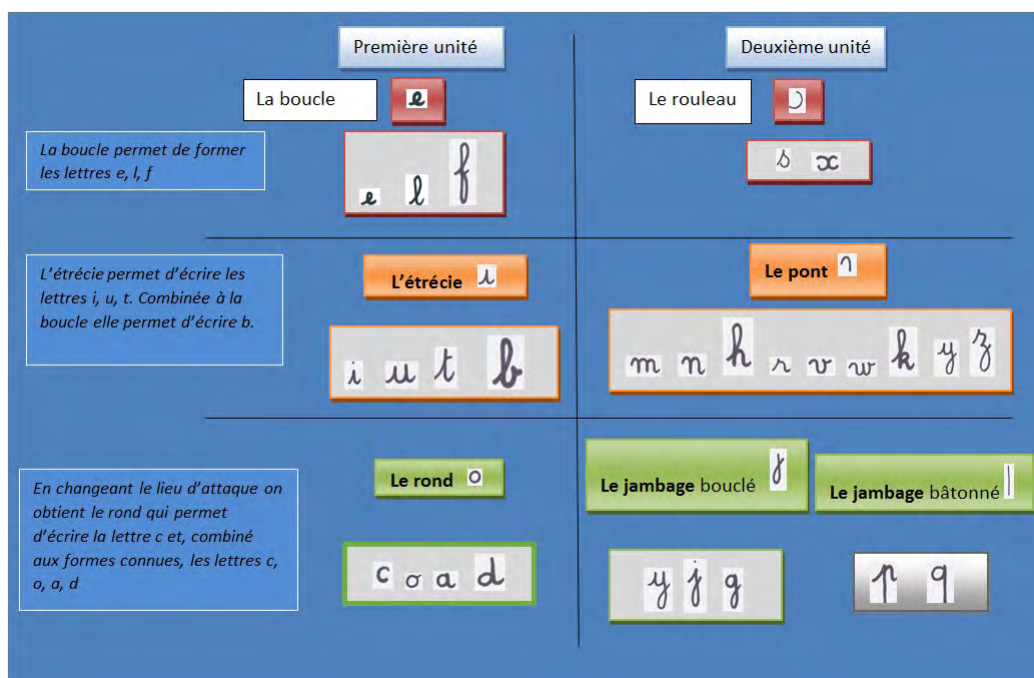 Première unité
Deuxième unité
La boucle e
Le rouleau
La boucle permet de former
les lettres e, l, f
e l f
s x
L'étrécie permet d'écrire les
lettres i, u, t. Combinée à la
boucle elle permet d'écrire b.
L'étrécie
Le pont
i u t b
m n h r v w k y z
En changeant le lieu d'attaque on
obtient le rond qui permet
d'écrire la lettre c et, combiné
aux formes connues, les lettres c,
o, a, d
Le rond o
Le jambage bouclé
Le jambage bâtonné
c o a d
y j g
p q